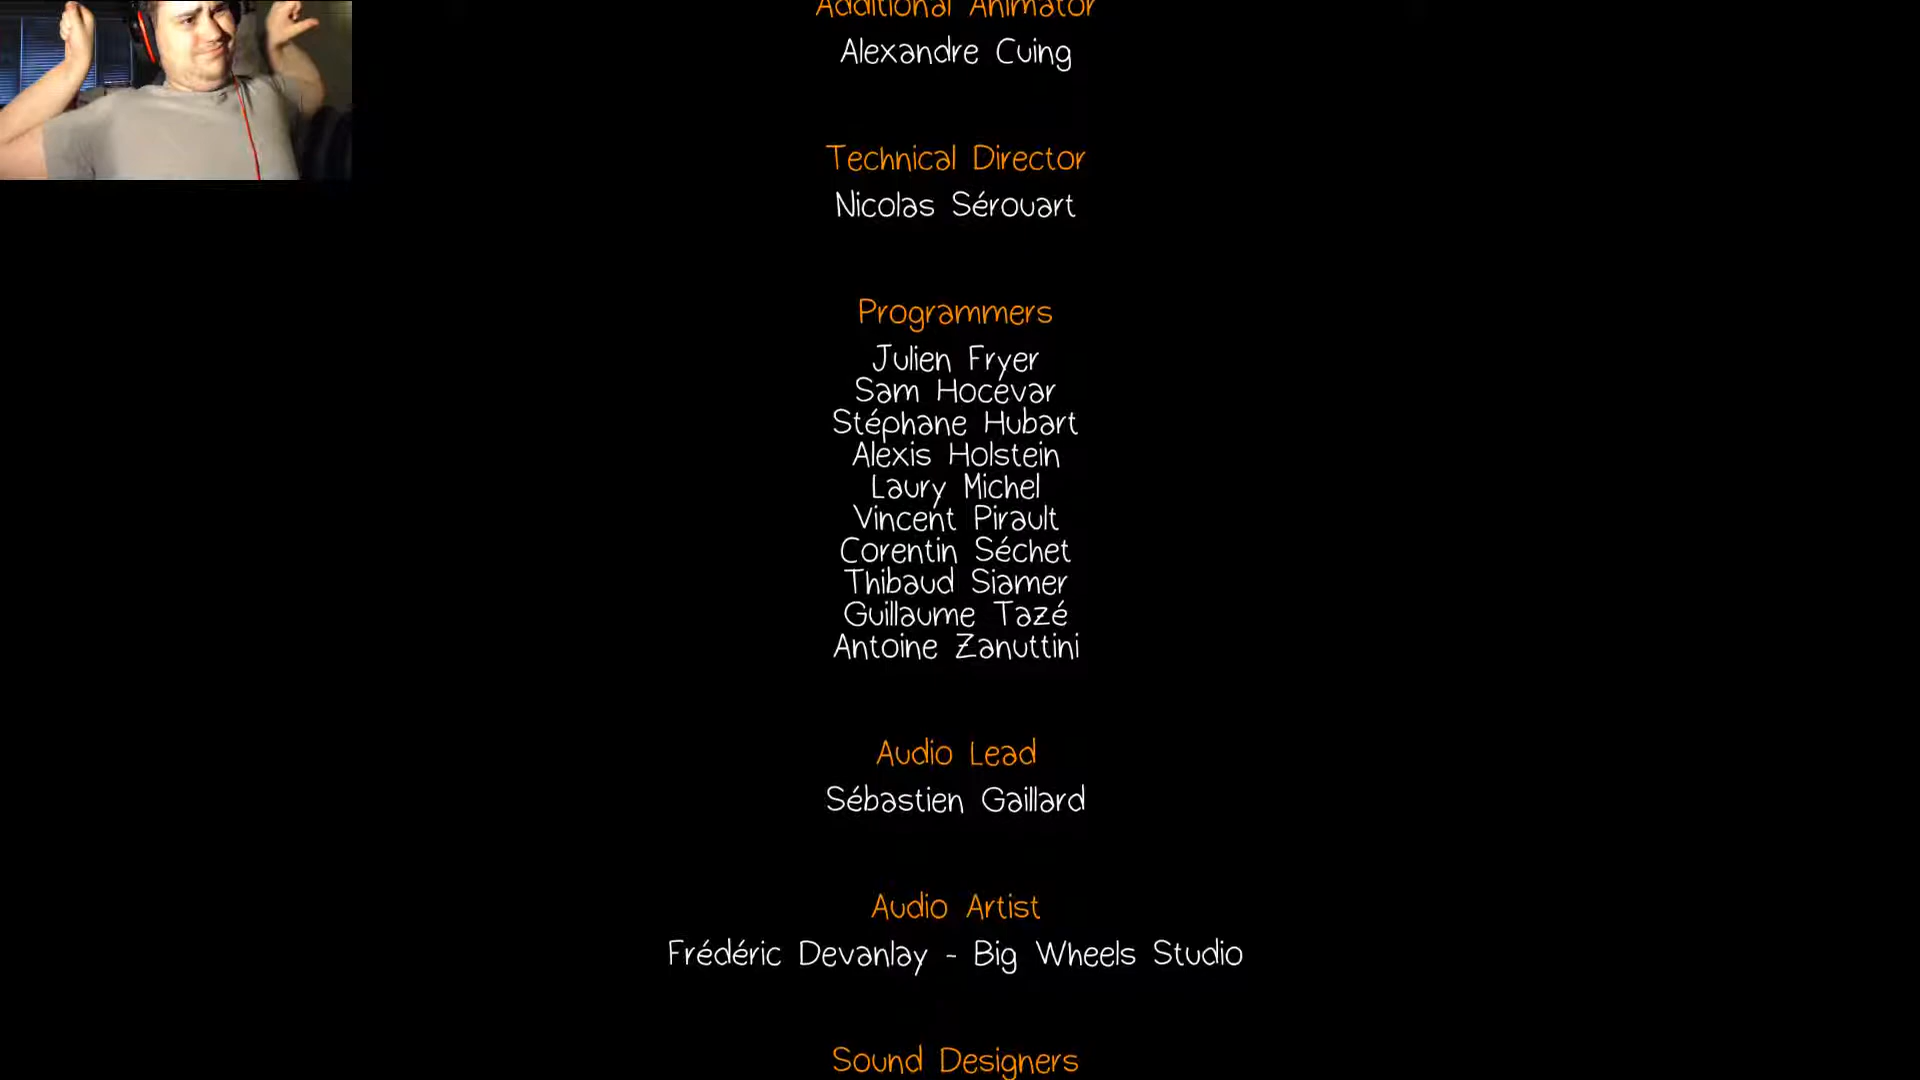 Additional Animator
Alexandre Cuing
Technical Director
Nicolas Sérouart
Programmers
Julien Fryer
Sam Hocevar
Stéphane Hubart
Alexis Holstein
Laury Michel
Vincent Pirault
Corentin Séchet
Thibaud Siamer
Guillaume Tazé
Antoine Zanuttini
Audio Lead
Sébastien Gaillard
Audio Artist
Frédéric Devanlay - Big Wheels Studio
Sound Designers